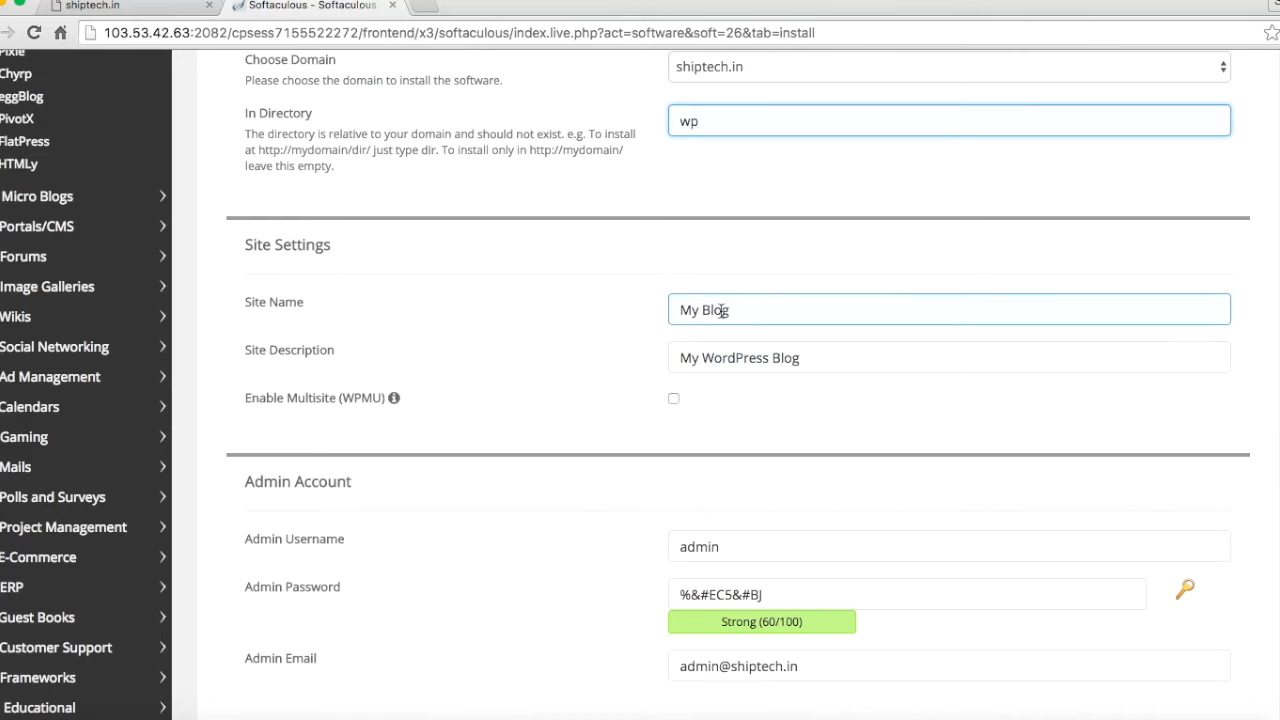 shiptech.in
Softaculous - Softaculous
103.53.42.63:2082/cpsess7155522272/frontend/x3/softaculous/index.live.php?act=software&soft=26&tab=install
Pixie
Chyrp
eggBlog
PivotX
FlatPress
HTMLy
Micro Blogs
Portals/CMS
Forums
Image Galleries
Wikis
Social Networking
Ad Management
Calendars
Gaming
Mails
Polls and Surveys
Project Management
E-Commerce
ERP
Guest Books
Customer Support
Frameworks
Educational
Choose Domain
Please choose the domain to install the software.
shiptech.in
In Directory
The directory is relative to your domain and should not exist. e.g. To install
at http://mydomain/dir/ just type dir. To install only in http://mydomain/
leave this empty.
wp
Site Settings
Site Name
My Blog
Site Description
My WordPress Blog
Enable Multisite (WPMU)
Admin Account
Admin Username
admin
Admin Password
%&#EC5&#BJ
Strong (60/100)
Admin Email
admin@shiptech.in